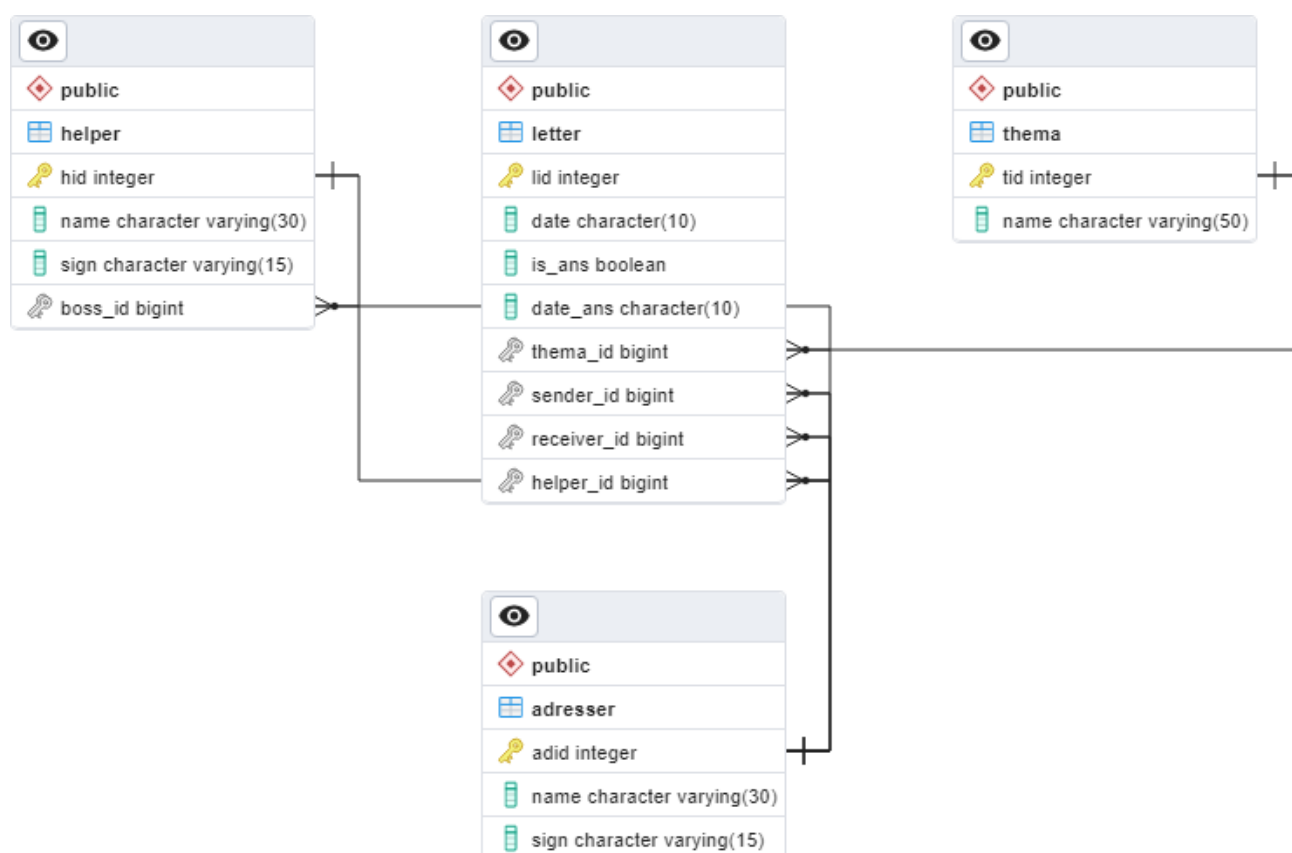 public
helper
hid integer
name character varying(30)
sign character varying(15)
boss_id bigint
public
letter
lid integer
date character(10)
is_ans boolean
date_ans character(10)
thema_id bigint
sender_id bigint
receiver_id bigint
helper_id bigint
public
thema
tid integer
name character varying(50)
public
adresser
adid integer
name character varying(30)
sign character varying(15)